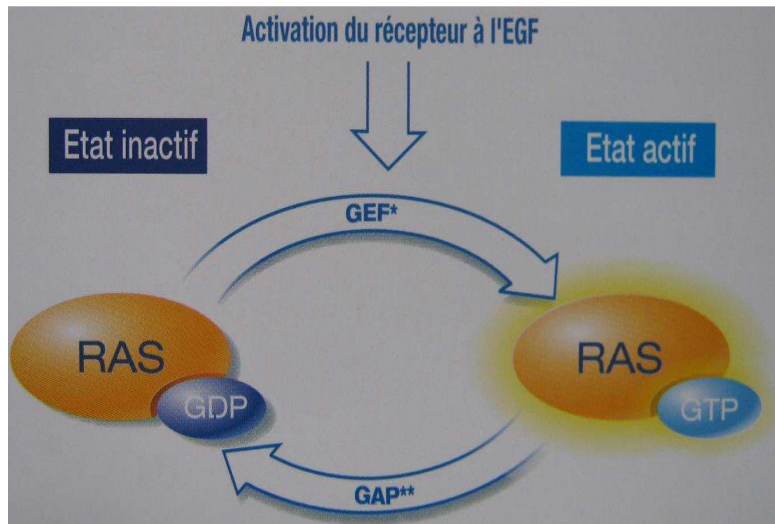 Activation du récepteur à l'EGF
Etat inactif
Etat actif
GEF*
RAS
GDP
RAS
GTP
GAP**